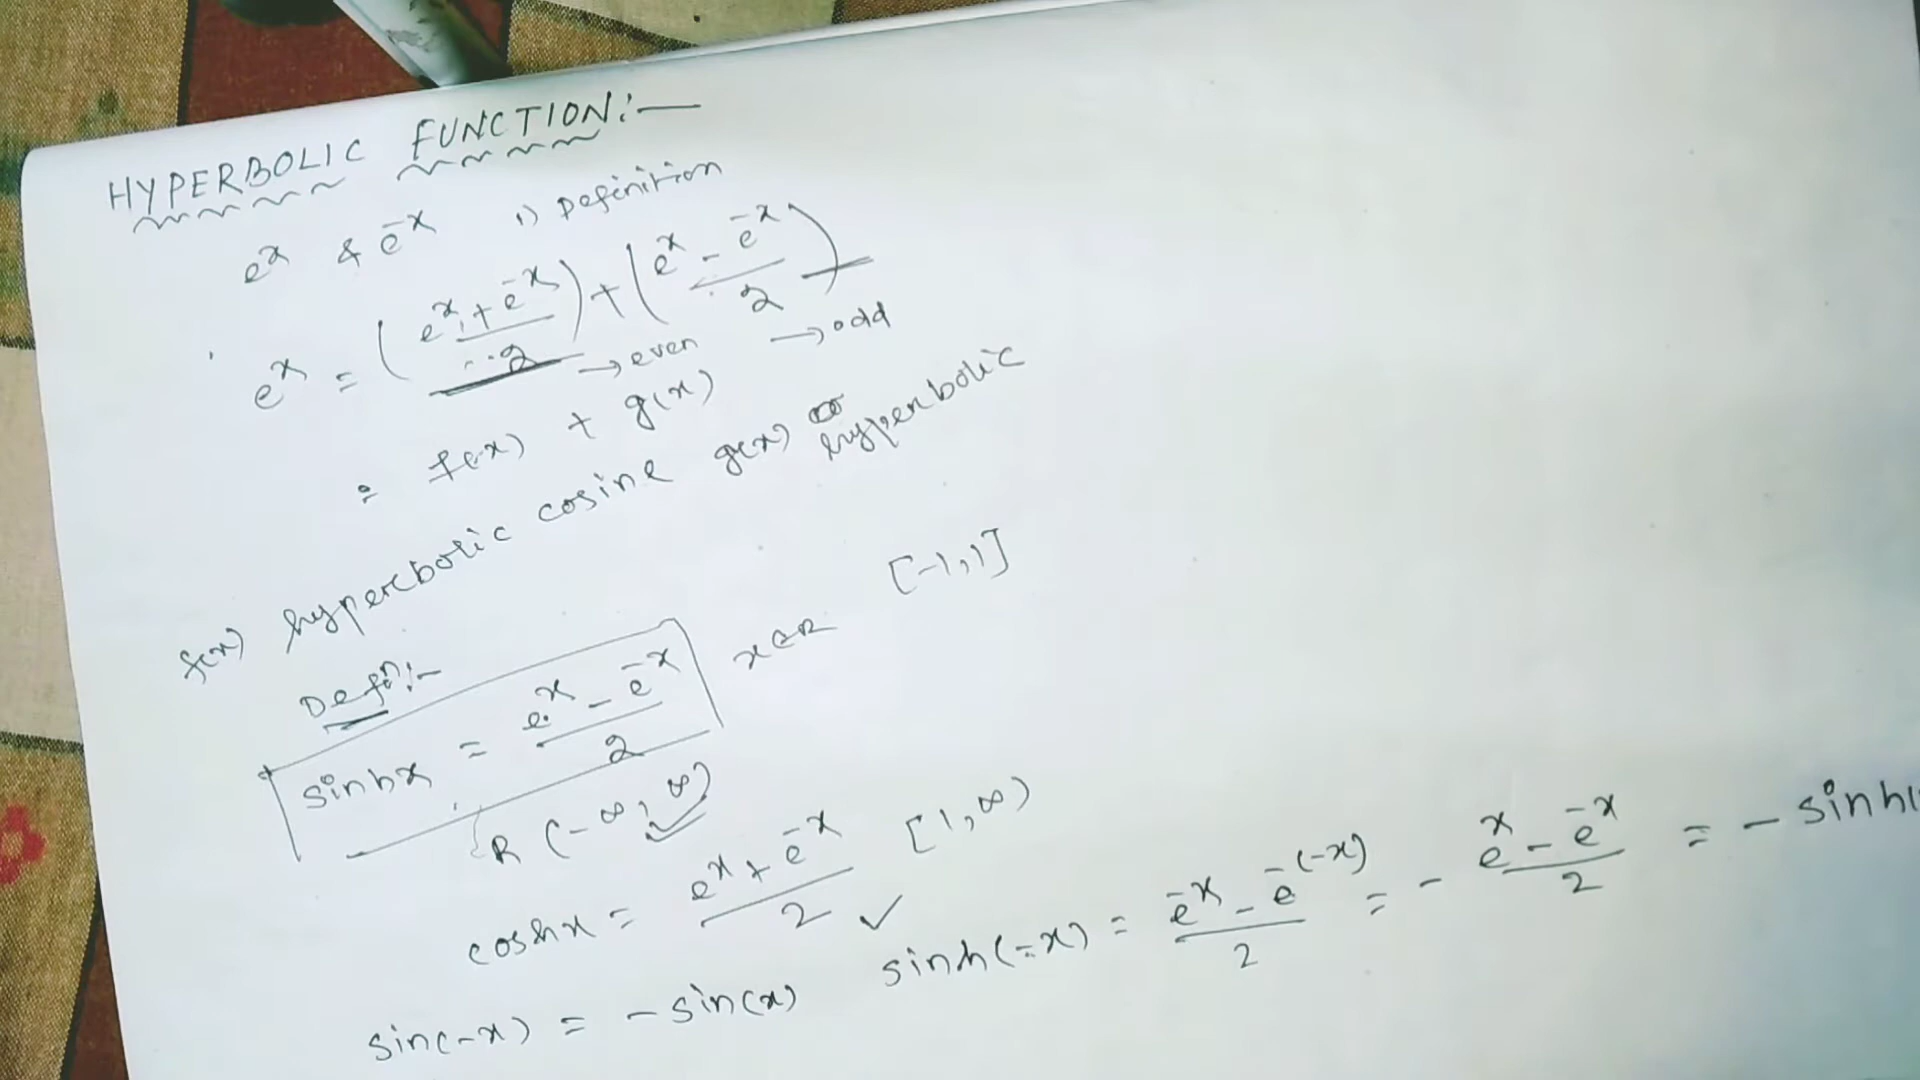 HYPERBOLIC FUNCTION:—
e^x & e^-x 1) Definition
e^x = ((e^x + e^-x)/2) + ((e^x - e^-x)/2)
→ even → odd
= f(x) + g(x)
f(x) hyperbolic cosine g(x) hyperbolic
Defn:-
sinhx = (e^x - e^-x)/2 x∈R [-1,1]
R (-∞, ∞)
coshx = (e^x + e^-x)/2 [1,∞)
sin(-x) = -sin(x) sinh(-x) = (e^-x - e^-(-x))/2 = - (e^x - e^-x)/2 = - sinh(